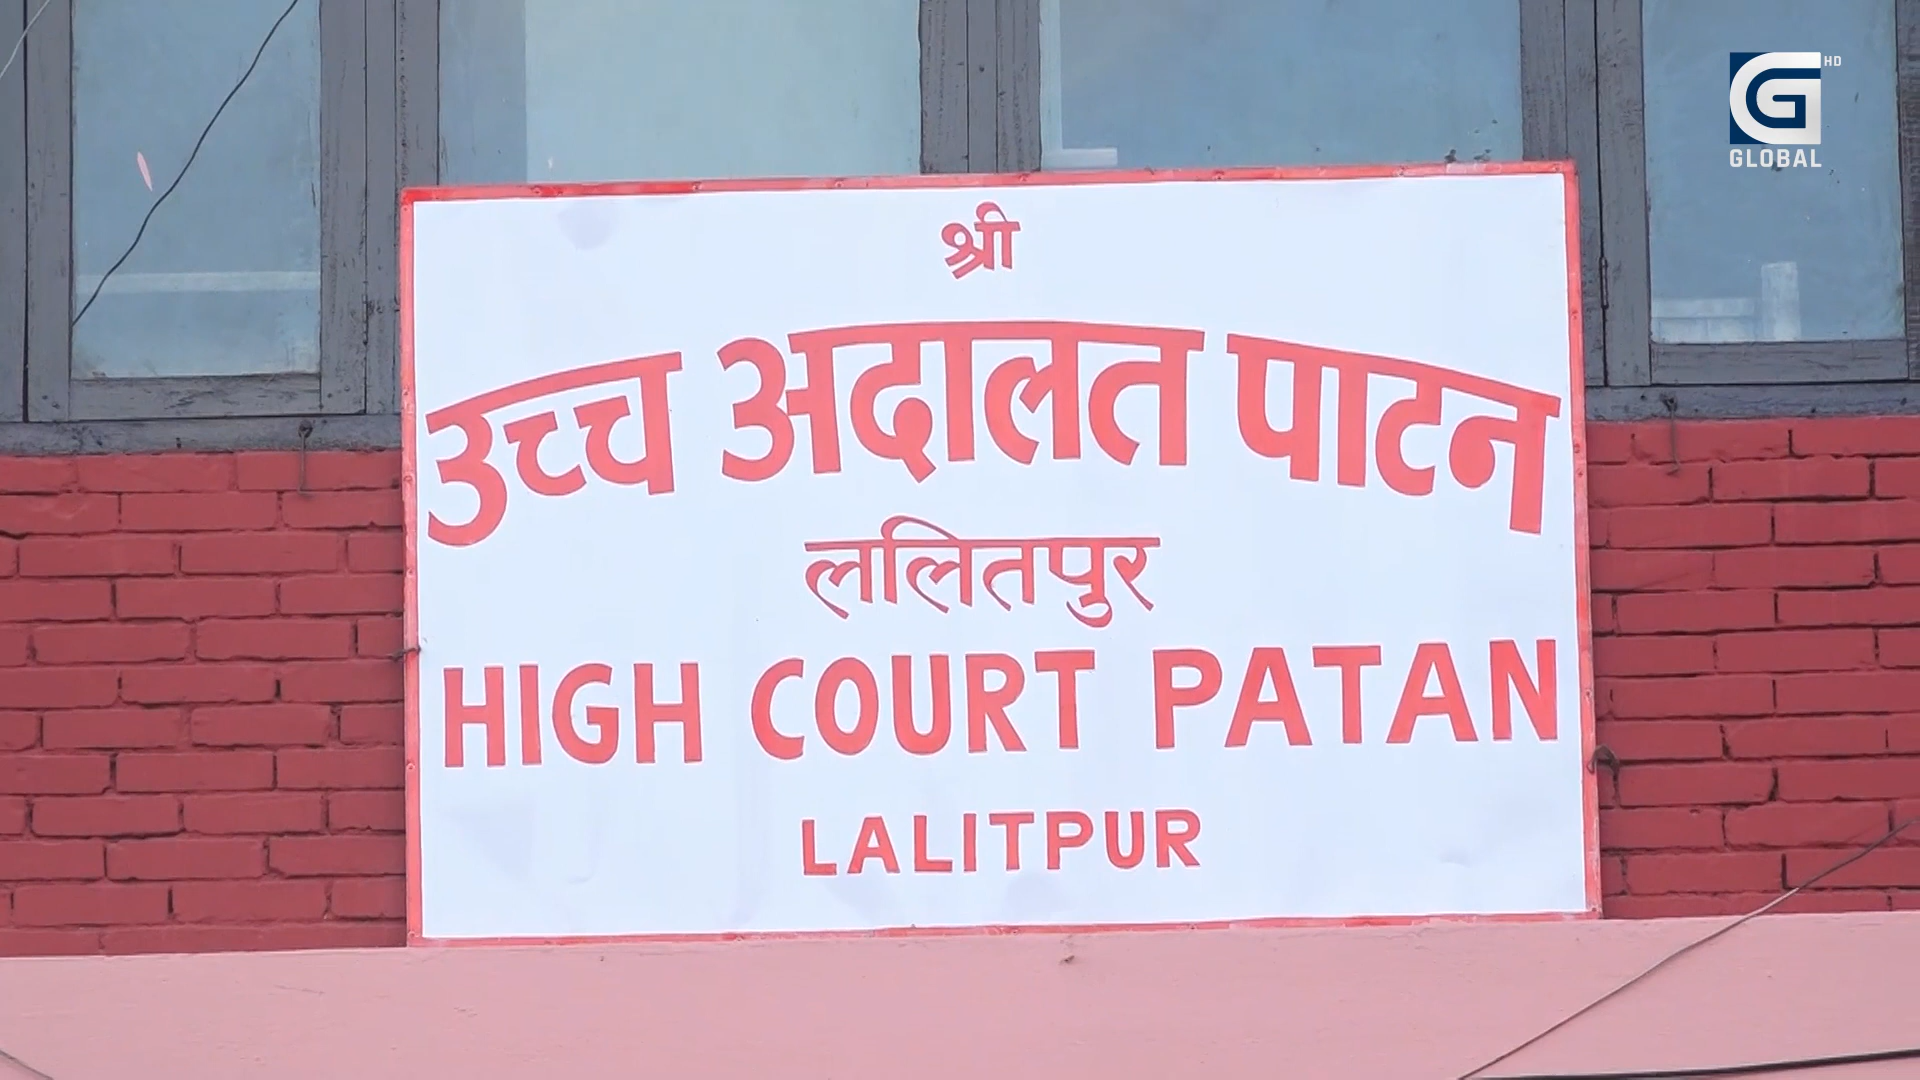 HD
GLOBAL
श्री
उच्च अदालत पाटन
ललितपुर
HIGH COURT PATAN
LALITPUR